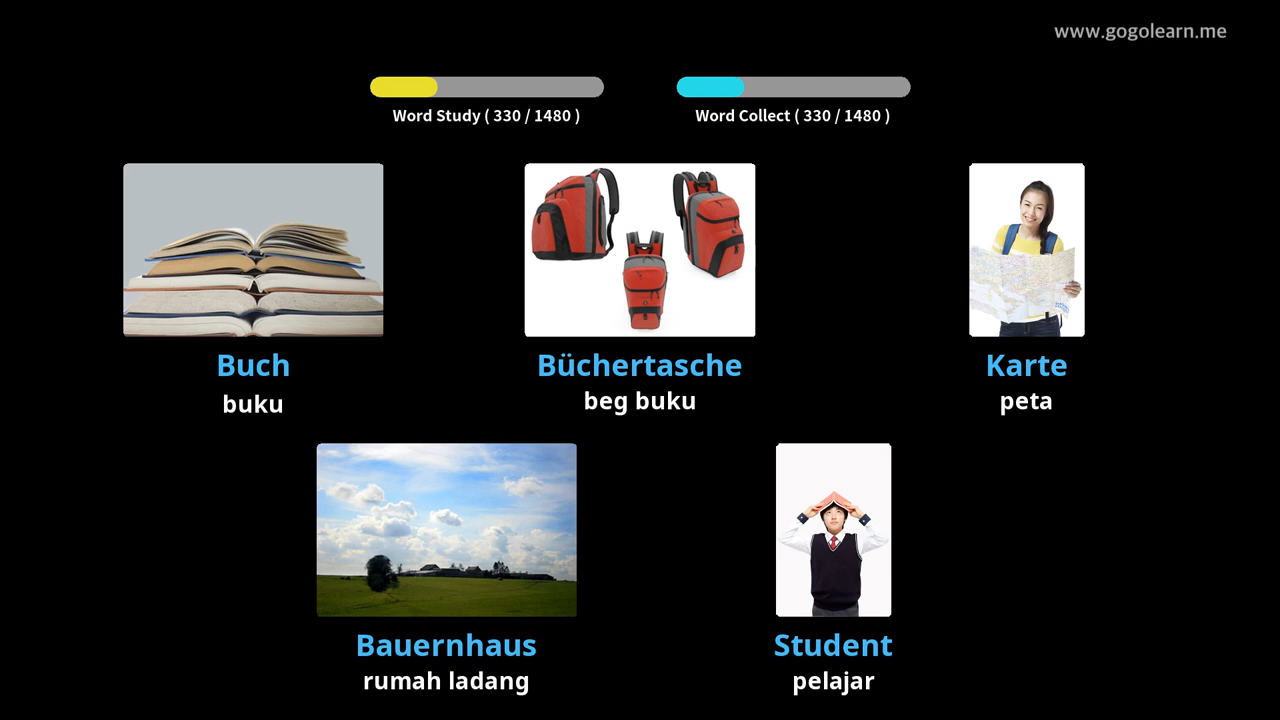 www.gogolearn.me
Word Study ( 330 / 1480 )
Word Collect ( 330 / 1480 )
Buch
buku
Büchertasche
beg buku
Karte
peta
Bauernhaus
rumah ladang
Student
pelajar